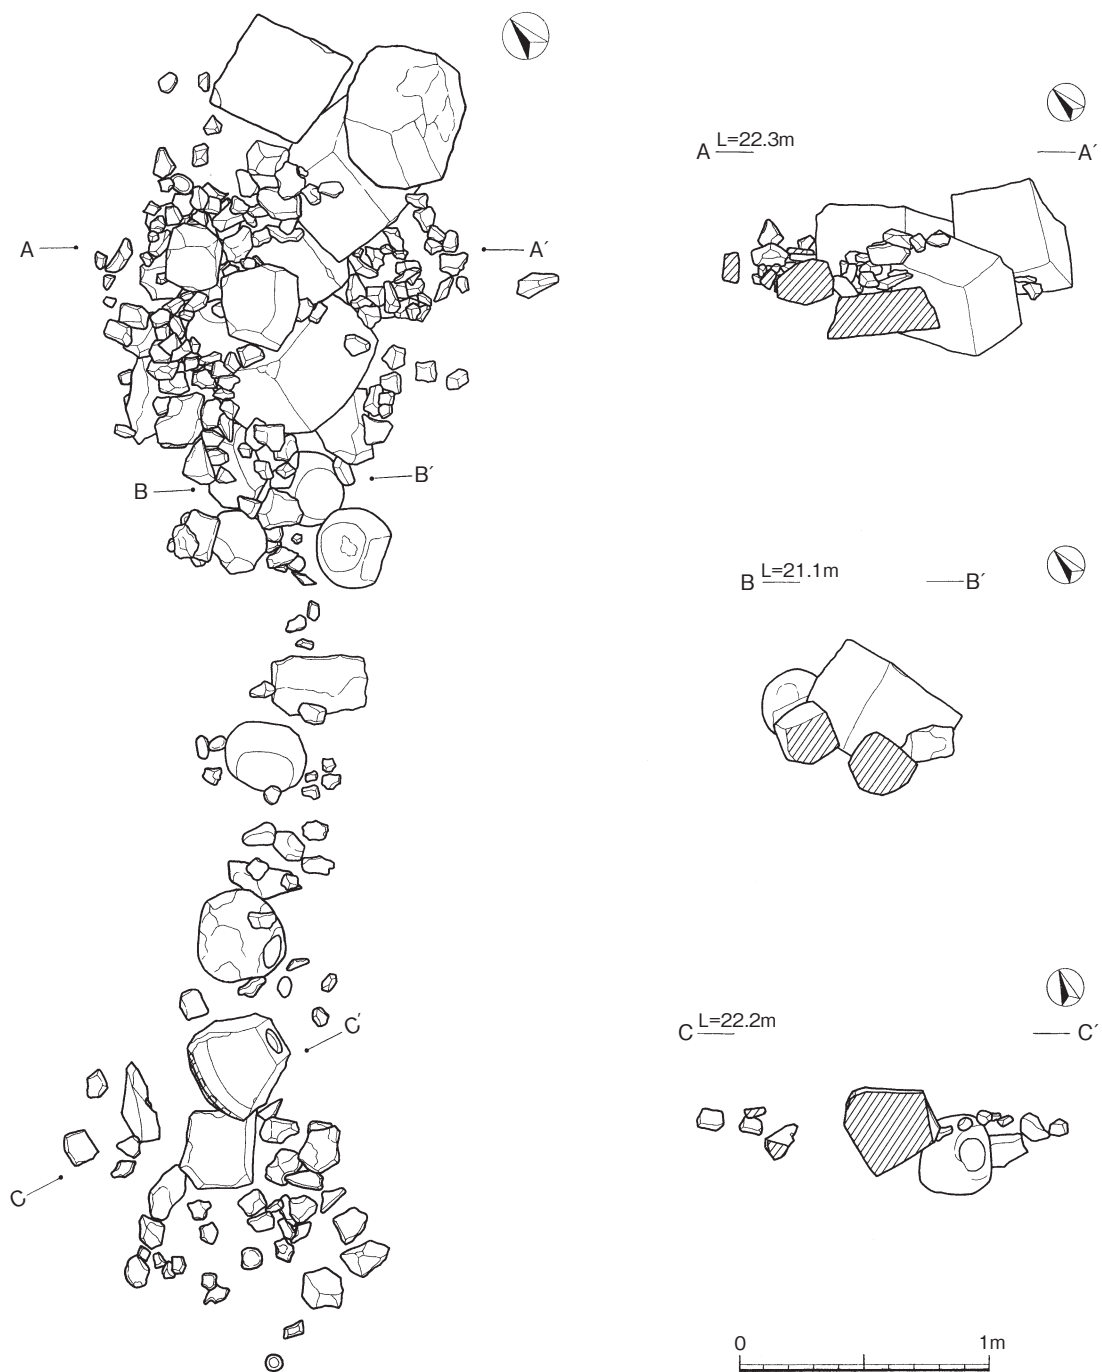 A
A′
B
B′
C′
C
A L=22.3m A′
B L=21.1m B′
C L=22.2m C′
0 1m